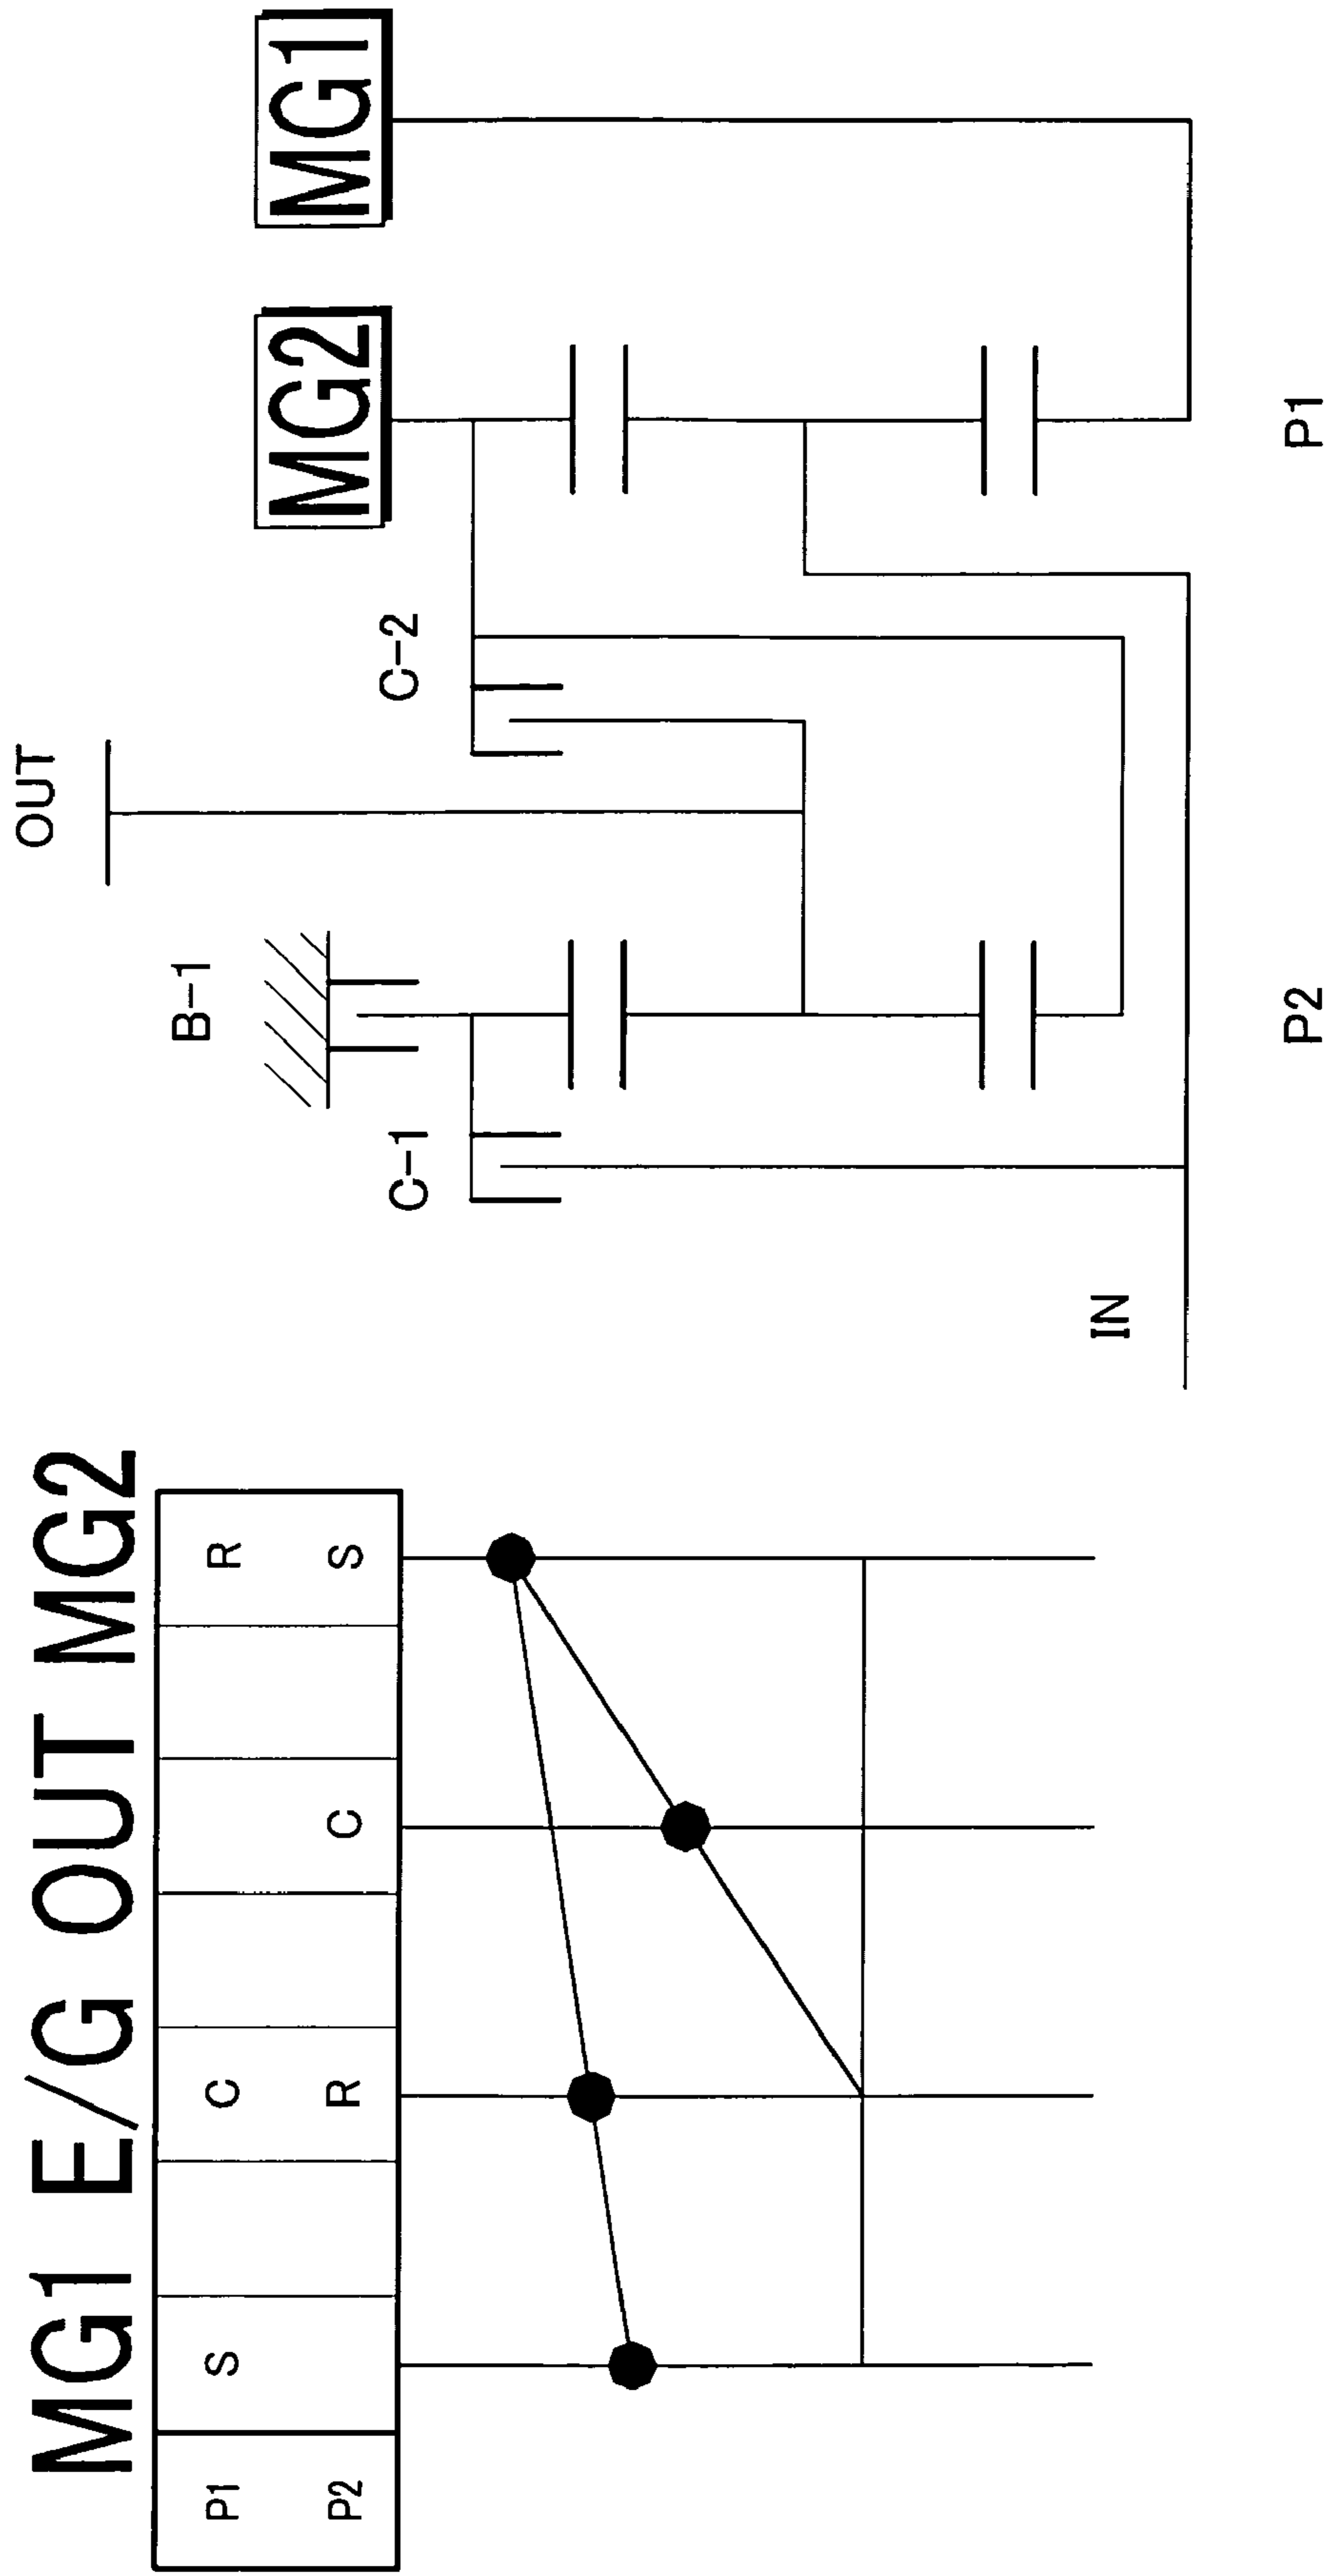 MG1 E/G OUT MG2
P1 S C R
P2 R C S
OUT
B-1
C-2
MG2
MG1
C-1
IN
P2
P1